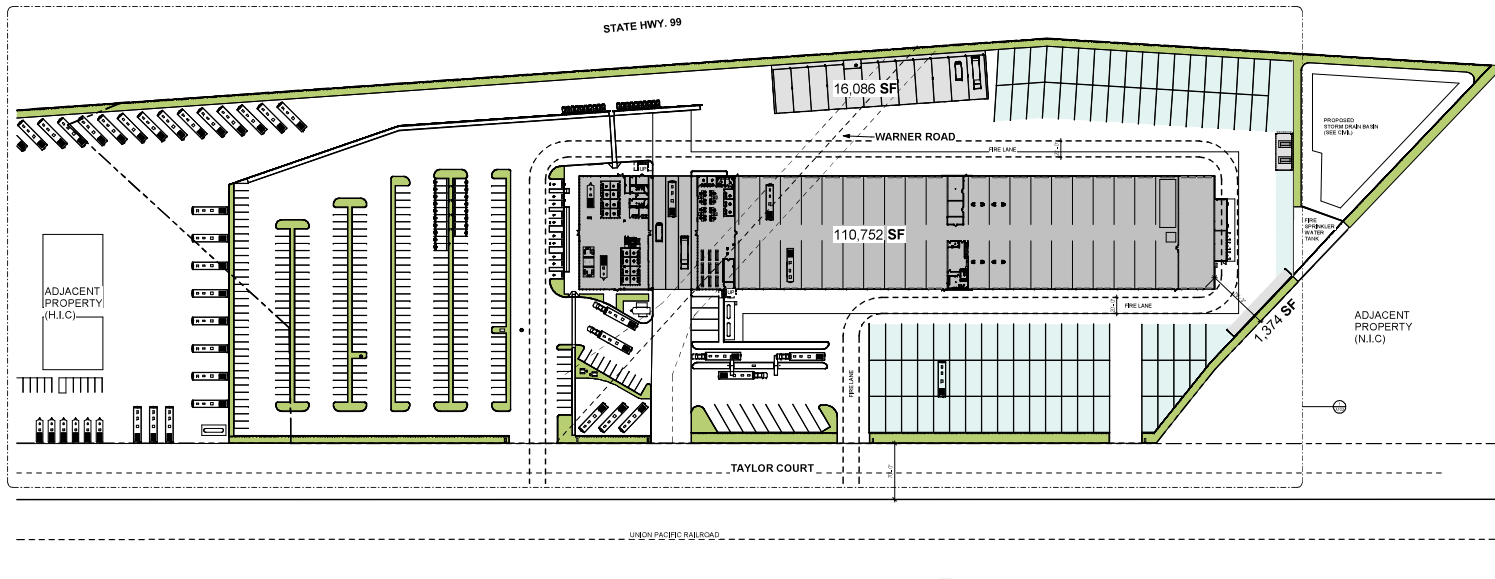 STATE HWY. 99
16,086 SF
WARNER ROAD
FIRE LANE
PROPOSED
STORM DRAIN BASIN
(SEE CIVIL)
UP
110,752 SF
FIRE
SPRINKLER
WATER
TANK
ADJACENT
PROPERTY
(H.I.C)
UP
FIRE LANE
1,374 SF
ADJACENT
PROPERTY
(N.I.C)
FIRE LANE
TAYLOR COURT
UNION PACIFIC RAILROAD